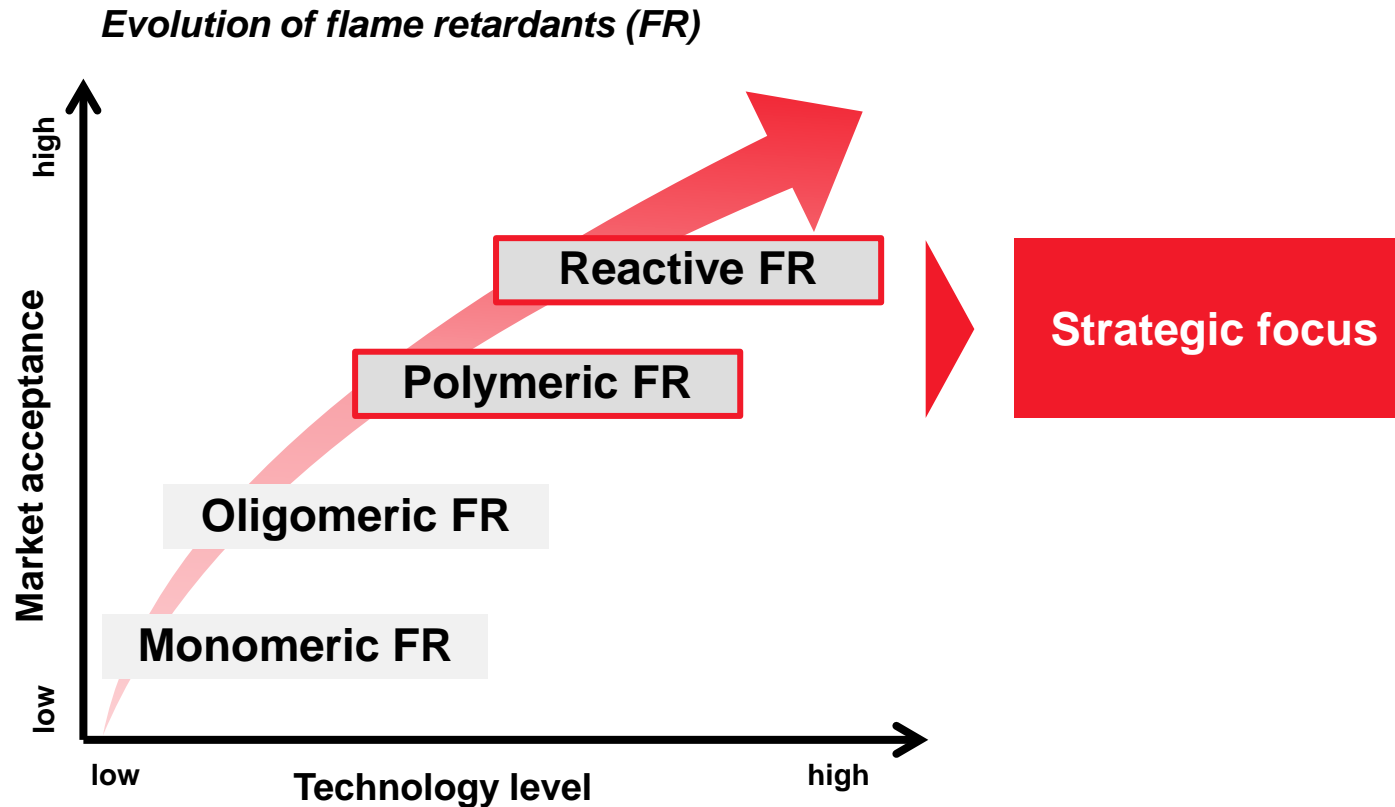 Evolution of flame retardants (FR)
high
Reactive FR
Strategic focus
Polymeric FR
Market acceptance
Oligomeric FR
Monomeric FR
low
low
Technology level
high